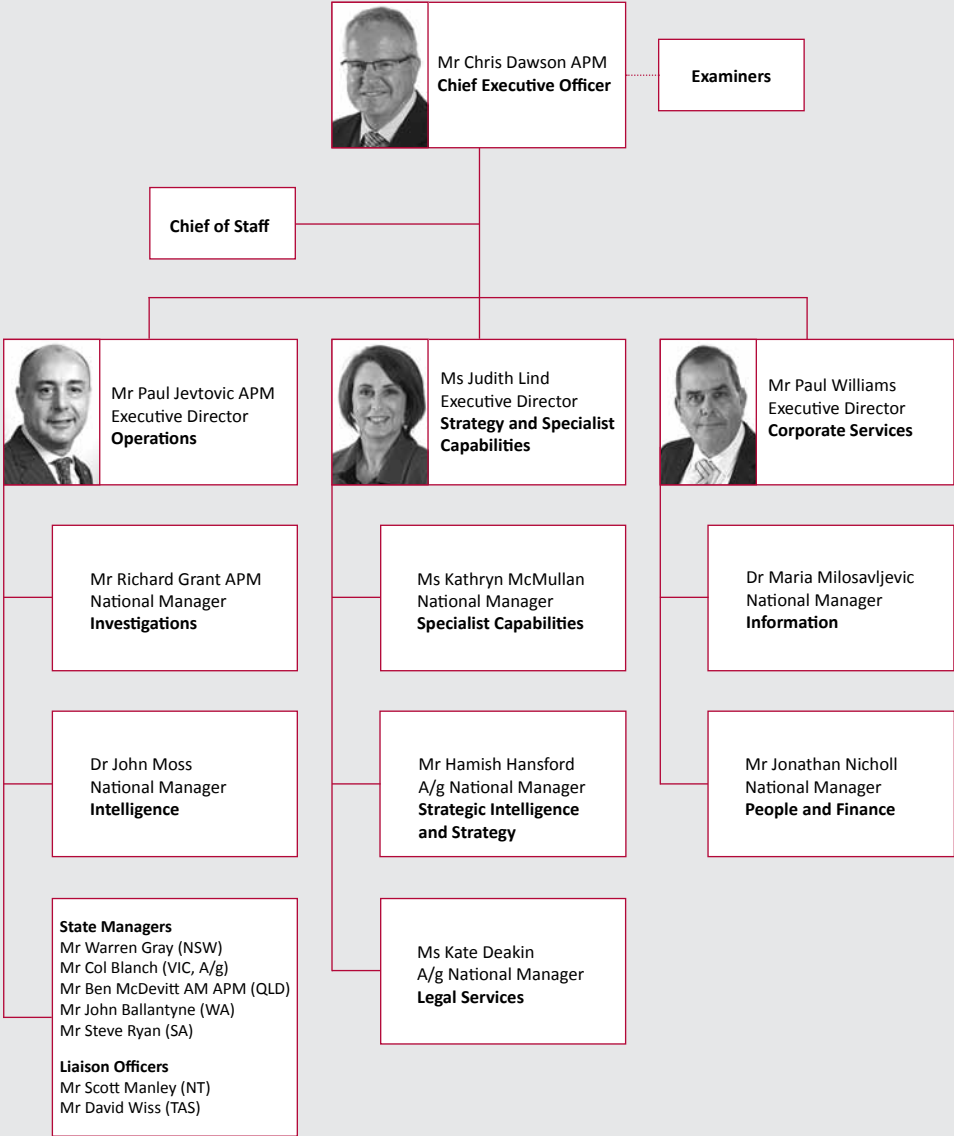 Mr Chris Dawson APM
Chief Executive Officer
Examiners
Chief of Staff
Mr Paul Jevtovic APM
Executive Director
Operations
Ms Judith Lind
Executive Director
Strategy and Specialist
Capabilities
Mr Paul Williams
Executive Director
Corporate Services
Mr Richard Grant APM
National Manager
Investigations
Ms Kathryn McMullan
National Manager
Specialist Capabilities
Dr Maria Milosavljevic
National Manager
Information
Dr John Moss
National Manager
Intelligence
Mr Hamish Hansford
A/g National Manager
Strategic Intelligence
and Strategy
Mr Jonathan Nicholl
National Manager
People and Finance
State Managers
Mr Warren Gray (NSW)
Mr Col Blanch (VIC, A/g)
Mr Ben McDevitt AM APM (QLD)
Mr John Ballantyne (WA)
Mr Steve Ryan (SA)
Liaison Officers
Mr Scott Manley (NT)
Mr David Wiss (TAS)
Ms Kate Deakin
A/g National Manager
Legal Services